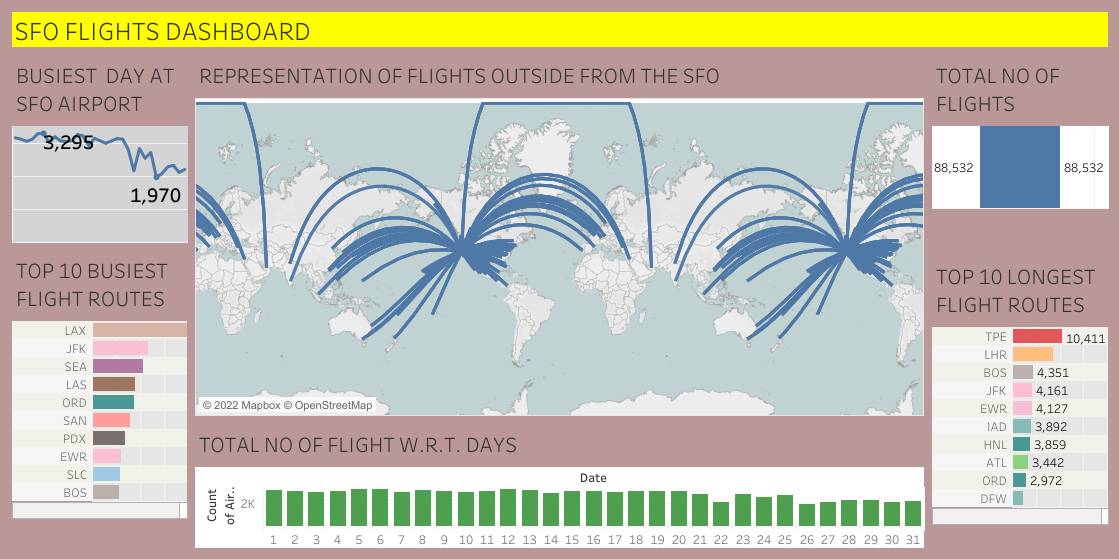 SFO FLIGHTS DASHBOARD
BUSIEST DAY AT
SFO AIRPORT
3,295
1,970
TOP 10 BUSIEST
FLIGHT ROUTES
LAX
JFK
SEA
LAS
ORD
SAN
PDX
EWR
SLC
BOS
REPRESENTATION OF FLIGHTS OUTSIDE FROM THE SFO
© 2022 Mapbox © OpenStreetMap
TOTAL NO OF FLIGHT W.R.T. DAYS
Date
Count
of Air..
2K
1 2 3 4 5 6 7 8 9 10 11 12 13 14 15 16 17 18 19 20 21 22 23 24 25 26 27 28 29 30 31
TOTAL NO OF
FLIGHTS
88,532 88,532
TOP 10 LONGEST
FLIGHT ROUTES
TPE 10,411
LHR
BOS 4,351
JFK 4,161
EWR 4,127
IAD 3,892
HNL 3,859
ATL 3,442
ORD 2,972
DFW